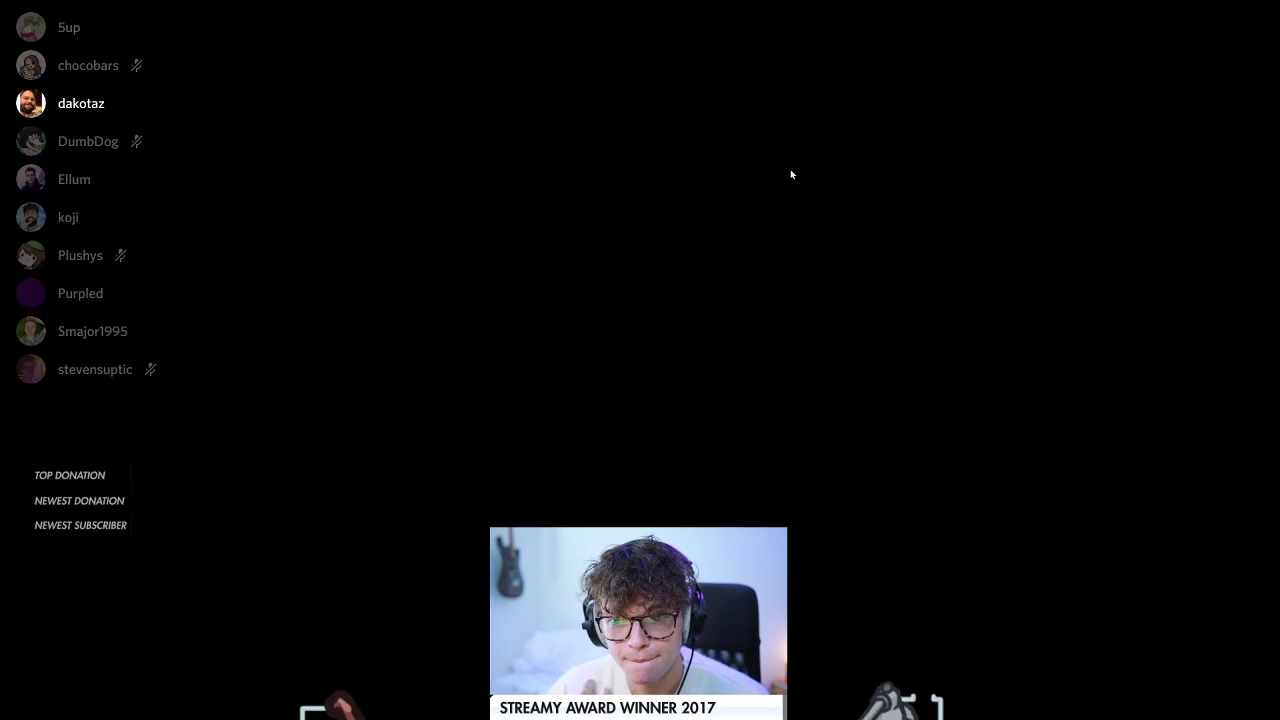 5up
chocobars
dakotaz
DumbDog
Ellum
koji
Plushys
Purpled
Smajor1995
stevensuptic
TOP DONATION
NEWEST DONATION
NEWEST SUBSCRIBER
STREAMY AWARD WINNER 2017